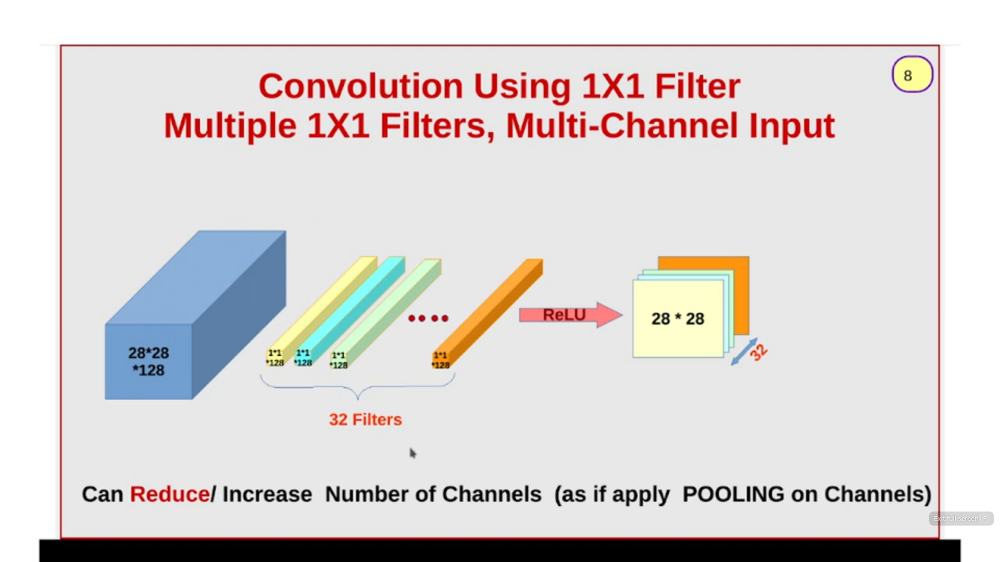 8
Convolution Using 1X1 Filter
Multiple 1X1 Filters, Multi-Channel Input
28*28
*128
1*1
*128
1*1
*128
1*1
*128
1*1
*128
ReLU
28 * 28
32
32 Filters
Can Reduce/ Increase Number of Channels (as if apply POOLING on Channels)
Exit full screen F